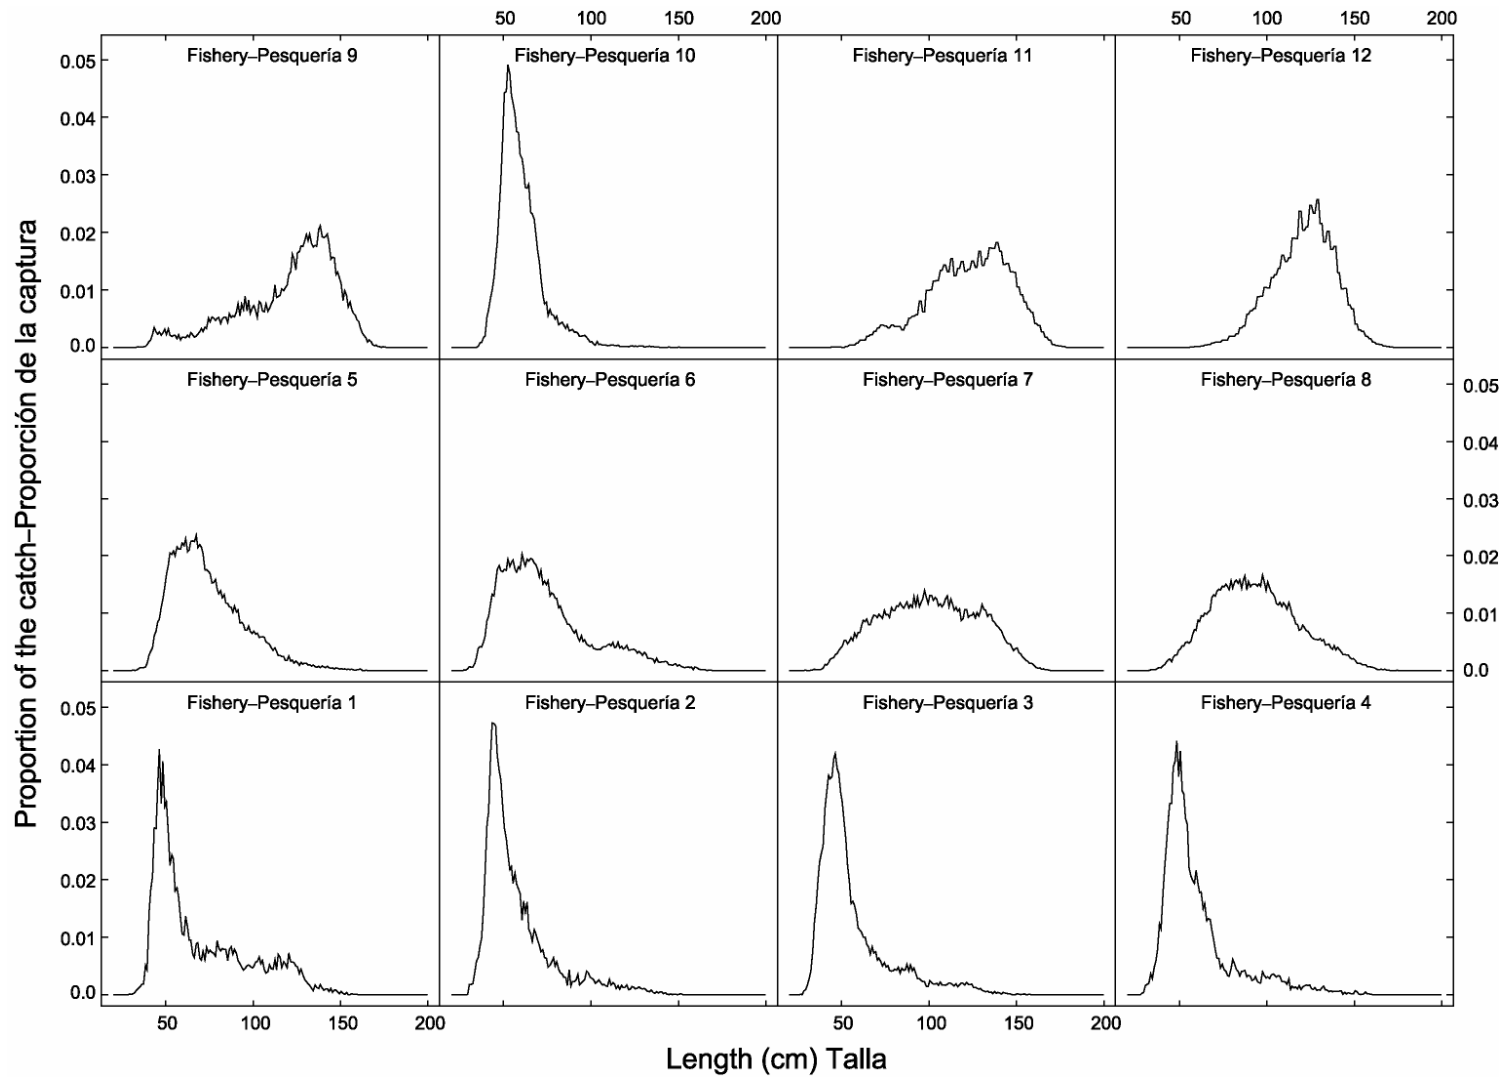 50 100 150 200 50 100 150 200
Fishery–Pesquería 9 Fishery–Pesquería 10 Fishery–Pesquería 11 Fishery–Pesquería 12
0.05
0.04
0.03
0.02
0.01
0.0
Fishery–Pesquería 5 Fishery–Pesquería 6 Fishery–Pesquería 7 Fishery–Pesquería 8
0.05
0.04
0.03
0.02
0.01
0.0
Fishery–Pesquería 1 Fishery–Pesquería 2 Fishery–Pesquería 3 Fishery–Pesquería 4
0.05
0.04
0.03
0.02
0.01
0.0
50 100 150 200 50 100 150 200
Length (cm) Talla
Proportion of the catch–Proporción de la captura